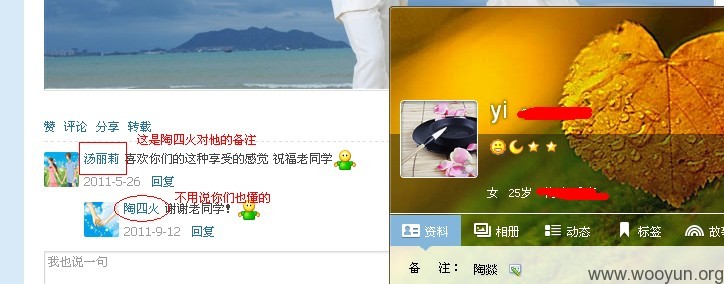 赞 评论 分享 转载
这是陶四火对他的备注
汤丽莉 喜欢你们的这种享受的感觉 祝福老同学
2011-5-26 回复
不用说你们也懂的
陶四火 谢谢老同学!
2011-9-12 回复
我也说一句
yi
女 25岁
资料 相册 动态 标签 故
备 注: 陶燚
www.wooyun.org